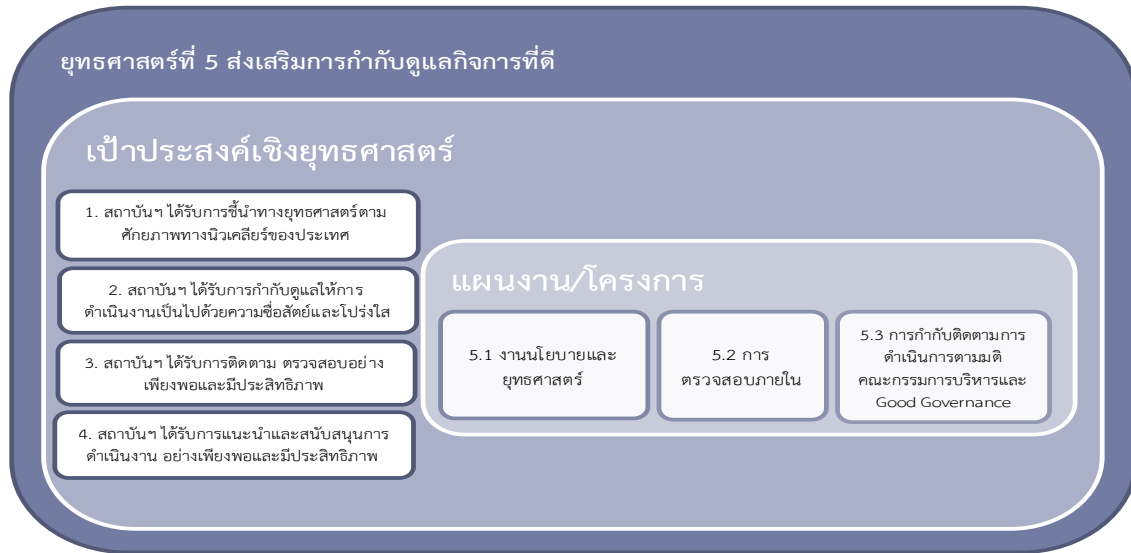 ยุทธศาสตร์ที่ 5 ส่งเสริมการกำกับดูแลกิจการที่ดี
เป้าประสงค์เชิงยุทธศาสตร์
1. สถาบันฯ ได้รับการชี้นำทางยุทธศาสตร์ตาม
ศักยภาพทางนิวเคลียร์ของประเทศ
2. สถาบันฯ ได้รับการกำกับดูแลให้การ
ดำเนินงานเป็นไปด้วยความซื่อสัตย์และโปร่งใส
3. สถาบันฯ ได้รับการติดตาม ตรวจสอบอย่าง
เพียงพอและมีประสิทธิภาพ
4. สถาบันฯ ได้รับการแนะนำและสนับสนุนการ
ดำเนินงาน อย่างเพียงพอและมีประสิทธิภาพ
แผนงาน/โครงการ
5.1 งานนโยบายและ
ยุทธศาสตร์
5.2 การ
ตรวจสอบภายใน
5.3 การกำกับติดตามการ
ดำเนินการตามมติ
คณะกรรมการบริหารและ
Good Governance